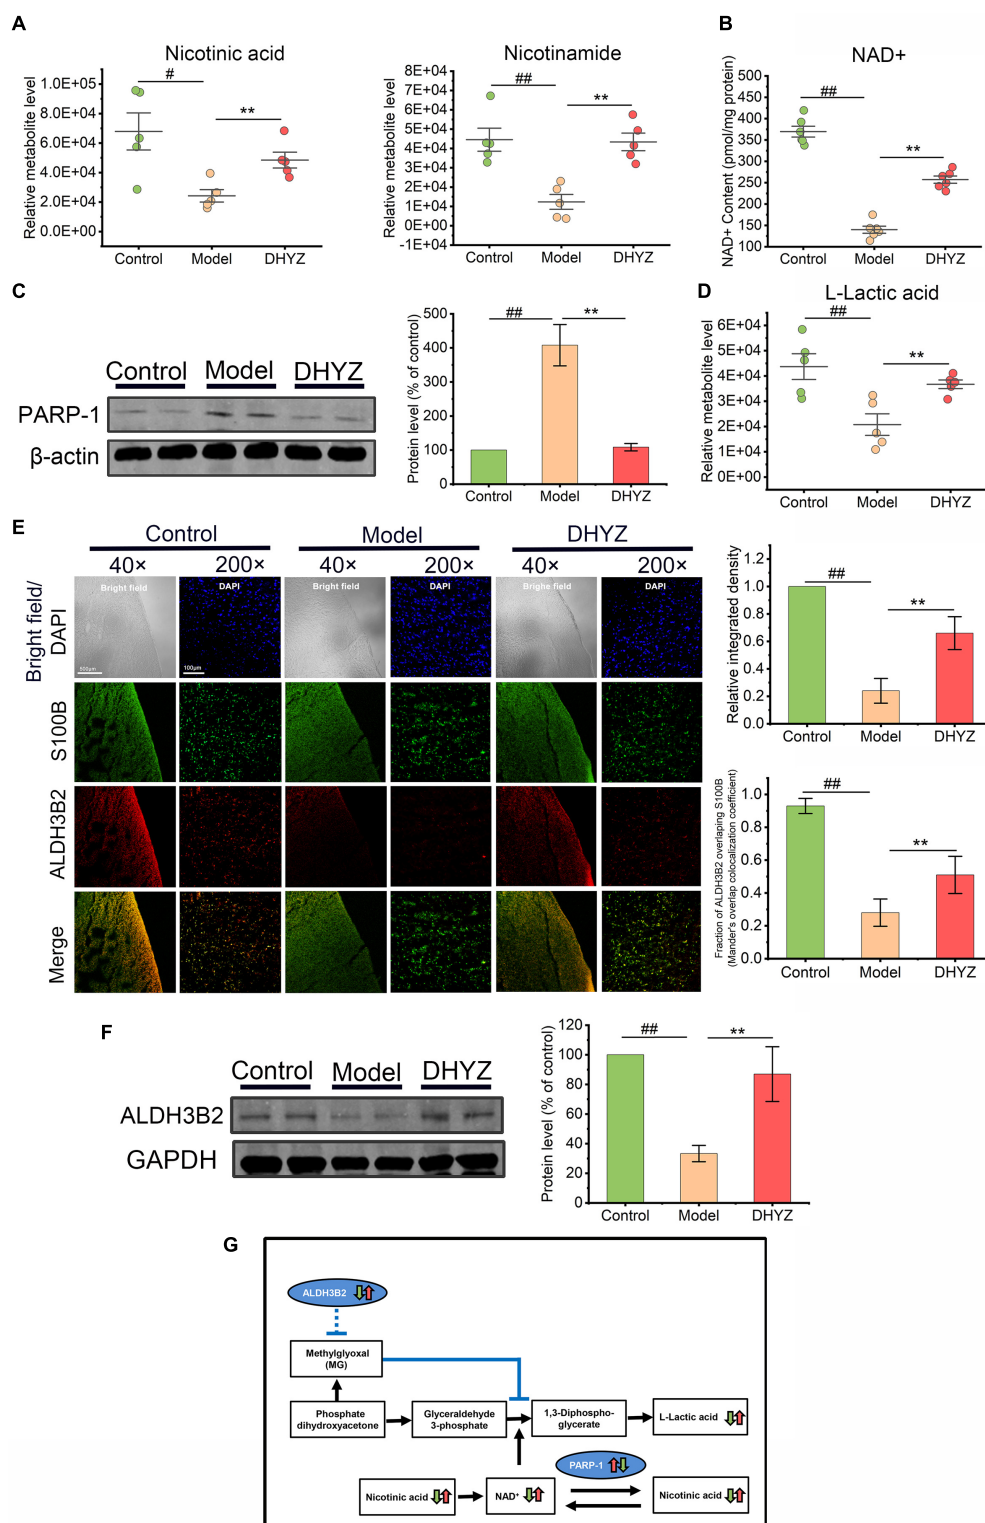 A
Nicotinic acid
Relative metabolite level
1.0E+05
8.0E+04
6.0E+04
4.0E+04
2.0E+04
0.0E+00
#
**
Control Model DHYZ
Nicotinamide
Relative metabolite level
8E+04
7E+04
6E+04
5E+04
4E+04
3E+04
2E+04
1E+04
0E+00
-1E+04
##
**
Control Model DHYZ
B
NAD+
NAD+ Content (pmol/mg protein)
450
400
350
300
250
200
150
100
##
**
Control Model DHYZ
C
Control Model DHYZ
PARP-1
β-actin
Protein level (% of control)
500
400
300
200
100
0
##
**
Control Model DHYZ
D
L-Lactic acid
Relative metabolite level
6E+04
5E+04
4E+04
3E+04
2E+04
1E+04
0E+00
##
**
Control Model DHYZ
E
Control Model DHYZ
40× 200× 40× 200× 40× 200×
Bright field/
DAPI
Bright field DAPI Bright field DAPI Brighe field DAPI
500μm 100μm
S100B
ALDH3B2
Merge
Relative integrated density
1.2
1.0
0.8
0.6
0.4
0.2
0.0
##
**
Control Model DHYZ
Fraction of ALDH3B2 overlaping S100B
(Mander's overlap colocalization coefficient)
1.0
0.8
0.6
0.4
0.2
0.0
##
**
Control Model DHYZ
F
Control Model DHYZ
ALDH3B2
GAPDH
Protein level (% of control)
120
100
80
60
40
20
0
##
**
Control Model DHYZ
G
ALDH3B2
Methylglyoxal
(MG)
Phosphate
dihydroxyacetone
Glyceraldehyde
3-phosphate
1,3-Diphospho-
glycerate
L-Lactic acid
PARP-1
Nicotinic acid
NAD⁺
Nicotinic acid